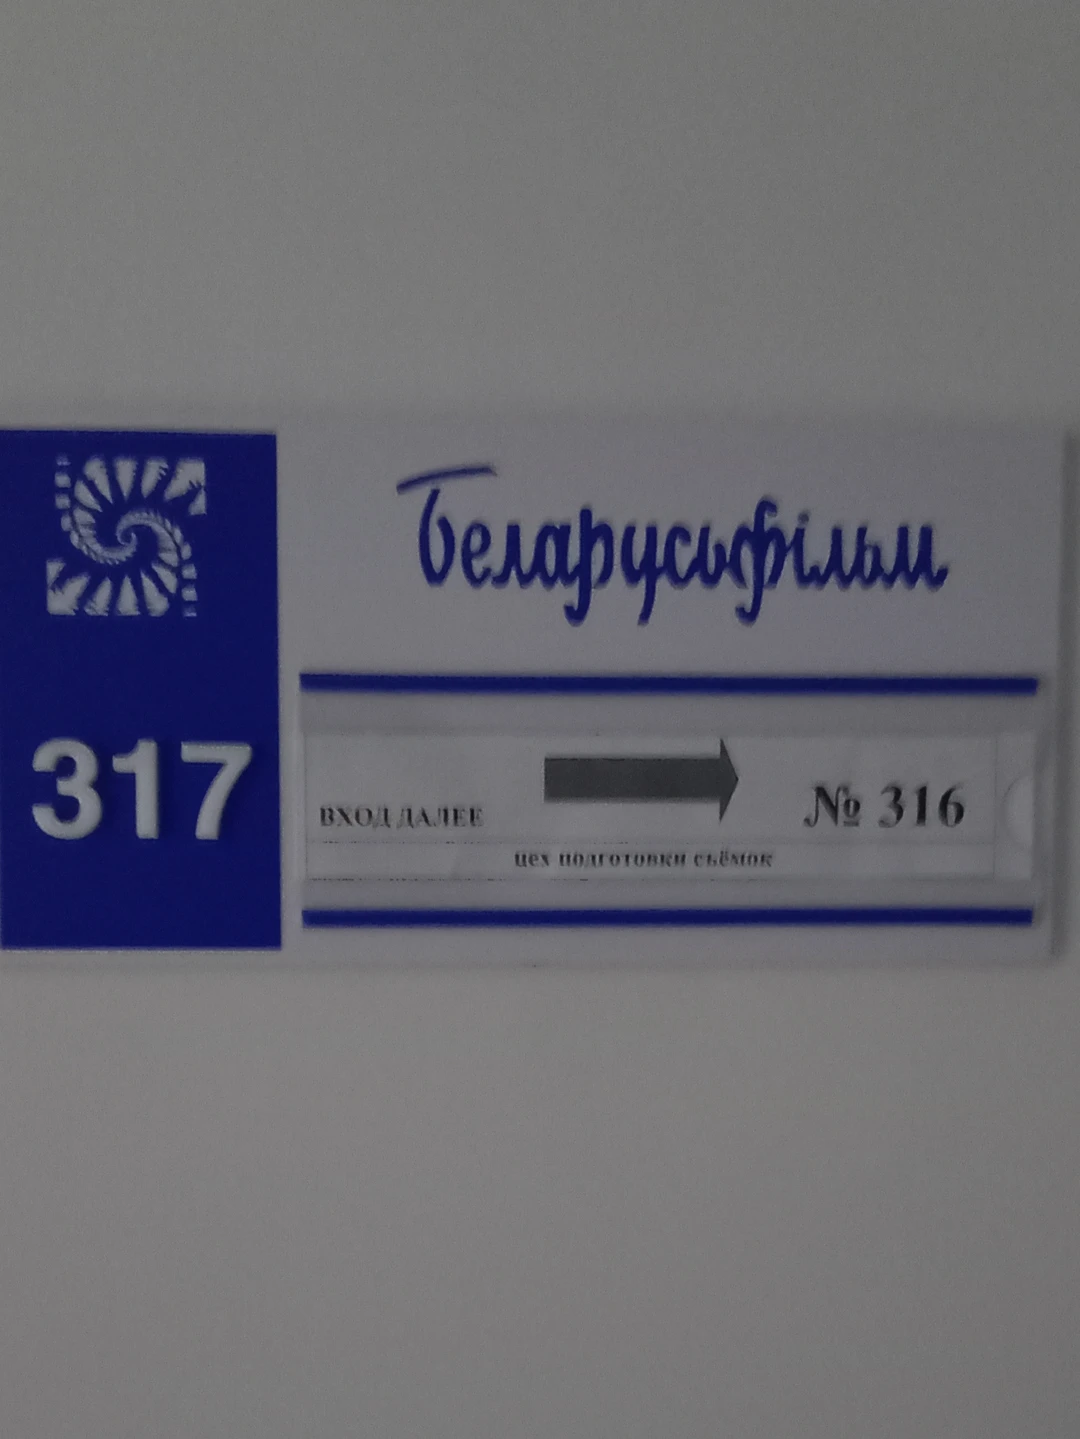 Беларусьфільм
317
ВХОД ДАЛЕЕ № 316
цех подготовки съёмок